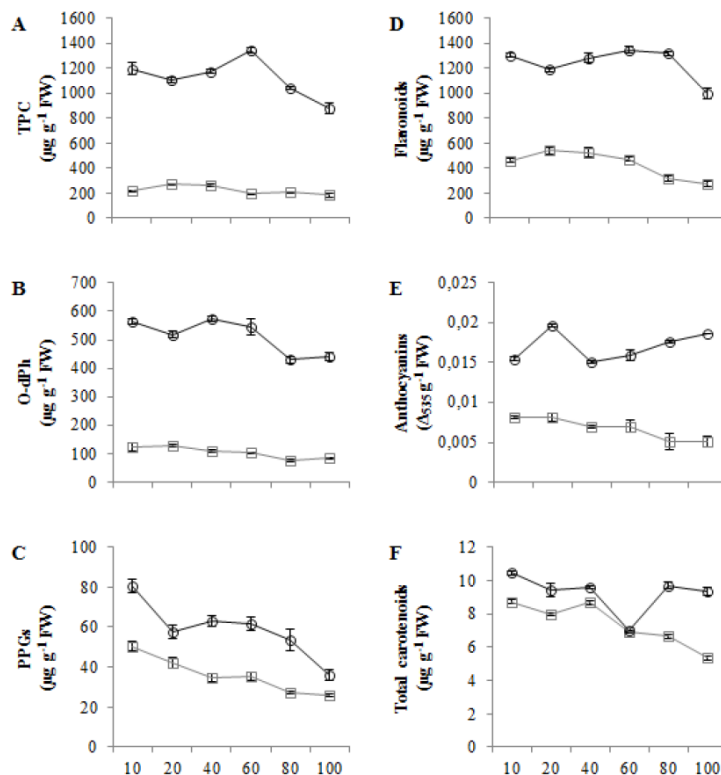 A
TPC
(µg g-1 FW)
1600
1400
1200
1000
800
600
400
200
0
D
Flavonoids
(µg g-1 FW)
1600
1400
1200
1000
800
600
400
200
0
B
O-dPh
(µg g-1 FW)
700
600
500
400
300
200
100
0
E
Anthocyanins
(Δ535 g-1 FW)
0,025
0,02
0,015
0,01
0,005
0
C
PPGs
(µg g-1 FW)
100
80
60
40
20
0
10 20 40 60 80 100
F
Total carotenoids
(µg g-1 FW)
12
10
8
6
4
2
0
10 20 40 60 80 100